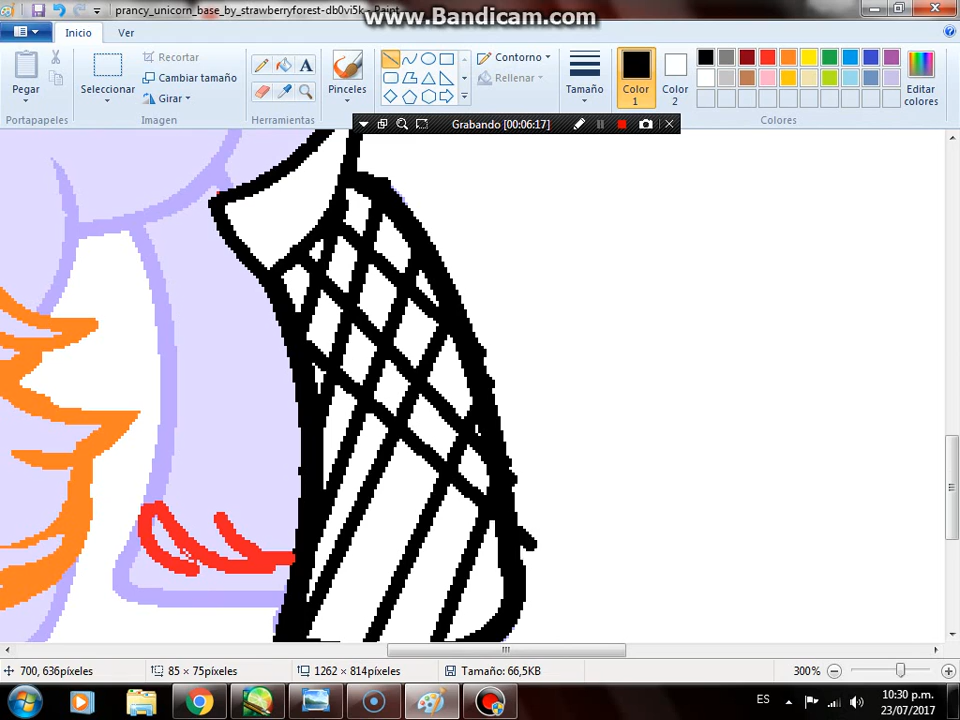 www.Bandicam.com
prancy_unicorn_base_by_strawberryforest-db0vi5k - Paint
Inicio
Ver
Pegar
Recortar
Cambiar tamaño
Girar
Seleccionar
Portapapeles
Imagen
A
Herramientas
Pinceles
Contorno
Rellenar
Tamaño
Color 1
Color 2
Editar colores
Colores
Grabando [00:06:17]
700, 636píxeles
85 × 75píxeles
1262 × 814píxeles
Tamaño: 66,5KB
300%
ES
10:30 p.m.
23/07/2017